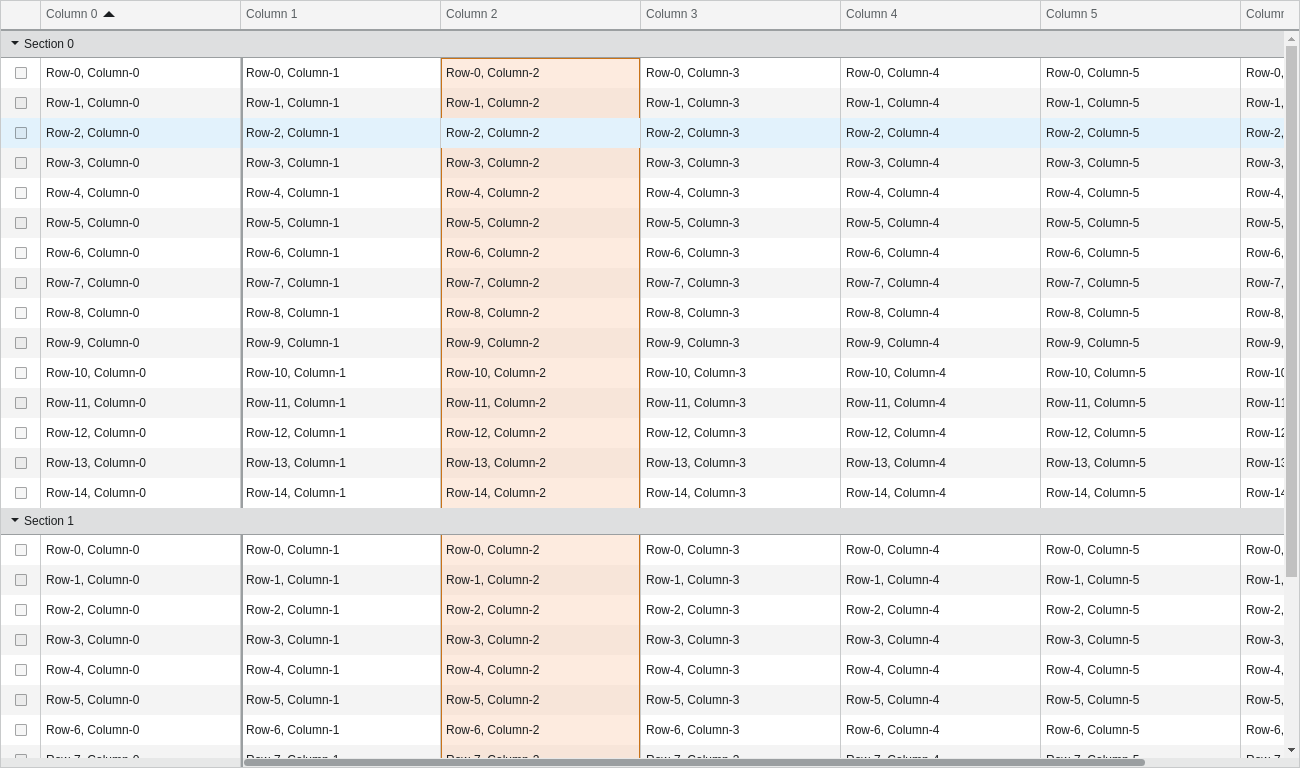 Column 0 Column 1 Column 2 Column 3 Column 4 Column 5 Column
Section 0
Row-0, Column-0 Row-0, Column-1 Row-0, Column-2 Row-0, Column-3 Row-0, Column-4 Row-0, Column-5 Row-0,
Row-1, Column-0 Row-1, Column-1 Row-1, Column-2 Row-1, Column-3 Row-1, Column-4 Row-1, Column-5 Row-1,
Row-2, Column-0 Row-2, Column-1 Row-2, Column-2 Row-2, Column-3 Row-2, Column-4 Row-2, Column-5 Row-2,
Row-3, Column-0 Row-3, Column-1 Row-3, Column-2 Row-3, Column-3 Row-3, Column-4 Row-3, Column-5 Row-3,
Row-4, Column-0 Row-4, Column-1 Row-4, Column-2 Row-4, Column-3 Row-4, Column-4 Row-4, Column-5 Row-4,
Row-5, Column-0 Row-5, Column-1 Row-5, Column-2 Row-5, Column-3 Row-5, Column-4 Row-5, Column-5 Row-5,
Row-6, Column-0 Row-6, Column-1 Row-6, Column-2 Row-6, Column-3 Row-6, Column-4 Row-6, Column-5 Row-6,
Row-7, Column-0 Row-7, Column-1 Row-7, Column-2 Row-7, Column-3 Row-7, Column-4 Row-7, Column-5 Row-7,
Row-8, Column-0 Row-8, Column-1 Row-8, Column-2 Row-8, Column-3 Row-8, Column-4 Row-8, Column-5 Row-8,
Row-9, Column-0 Row-9, Column-1 Row-9, Column-2 Row-9, Column-3 Row-9, Column-4 Row-9, Column-5 Row-9,
Row-10, Column-0 Row-10, Column-1 Row-10, Column-2 Row-10, Column-3 Row-10, Column-4 Row-10, Column-5 Row-10
Row-11, Column-0 Row-11, Column-1 Row-11, Column-2 Row-11, Column-3 Row-11, Column-4 Row-11, Column-5 Row-11
Row-12, Column-0 Row-12, Column-1 Row-12, Column-2 Row-12, Column-3 Row-12, Column-4 Row-12, Column-5 Row-12
Row-13, Column-0 Row-13, Column-1 Row-13, Column-2 Row-13, Column-3 Row-13, Column-4 Row-13, Column-5 Row-13
Row-14, Column-0 Row-14, Column-1 Row-14, Column-2 Row-14, Column-3 Row-14, Column-4 Row-14, Column-5 Row-14
Section 1
Row-0, Column-0 Row-0, Column-1 Row-0, Column-2 Row-0, Column-3 Row-0, Column-4 Row-0, Column-5 Row-0,
Row-1, Column-0 Row-1, Column-1 Row-1, Column-2 Row-1, Column-3 Row-1, Column-4 Row-1, Column-5 Row-1,
Row-2, Column-0 Row-2, Column-1 Row-2, Column-2 Row-2, Column-3 Row-2, Column-4 Row-2, Column-5 Row-2,
Row-3, Column-0 Row-3, Column-1 Row-3, Column-2 Row-3, Column-3 Row-3, Column-4 Row-3, Column-5 Row-3,
Row-4, Column-0 Row-4, Column-1 Row-4, Column-2 Row-4, Column-3 Row-4, Column-4 Row-4, Column-5 Row-4,
Row-5, Column-0 Row-5, Column-1 Row-5, Column-2 Row-5, Column-3 Row-5, Column-4 Row-5, Column-5 Row-5,
Row-6, Column-0 Row-6, Column-1 Row-6, Column-2 Row-6, Column-3 Row-6, Column-4 Row-6, Column-5 Row-6,